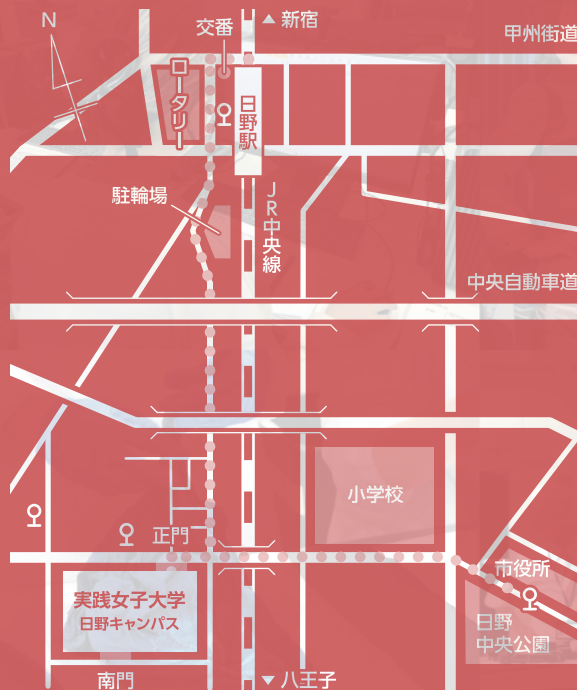 N
交番
▲ 新宿
甲州街道
ロータリー
日野駅
駐輪場
JR中央線
中央自動車道
小学校
正門
市役所
実践女子大学
日野キャンパス
日野
中央公園
南門
▼ 八王子